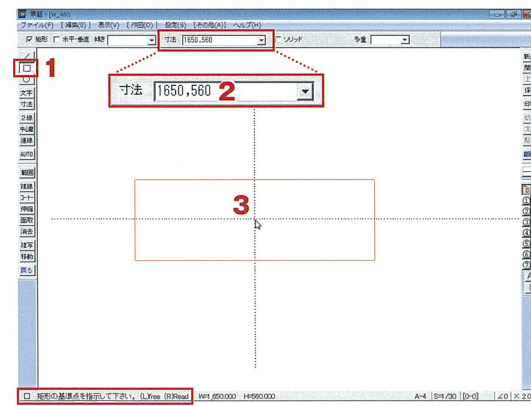 ファイル(F) [編集(E)] 表示(V) [作図(D)] 設定(S) [その他(A)] ヘルプ(H)
矩形 水平・垂直 傾き 寸法 1650,560 ソリッド 多重
1
寸法 1650,560 2
文字
寸法
2線
中心線
連線
AUTO
範囲
複線
コーナー
伸縮
面取
消去
複写
移動
戻る
3
矩形の基準点を指示して下さい。 (L)free (R)Read W=1,650.000 H=560.000 A-4 S=1/30 [0-0] ∠0